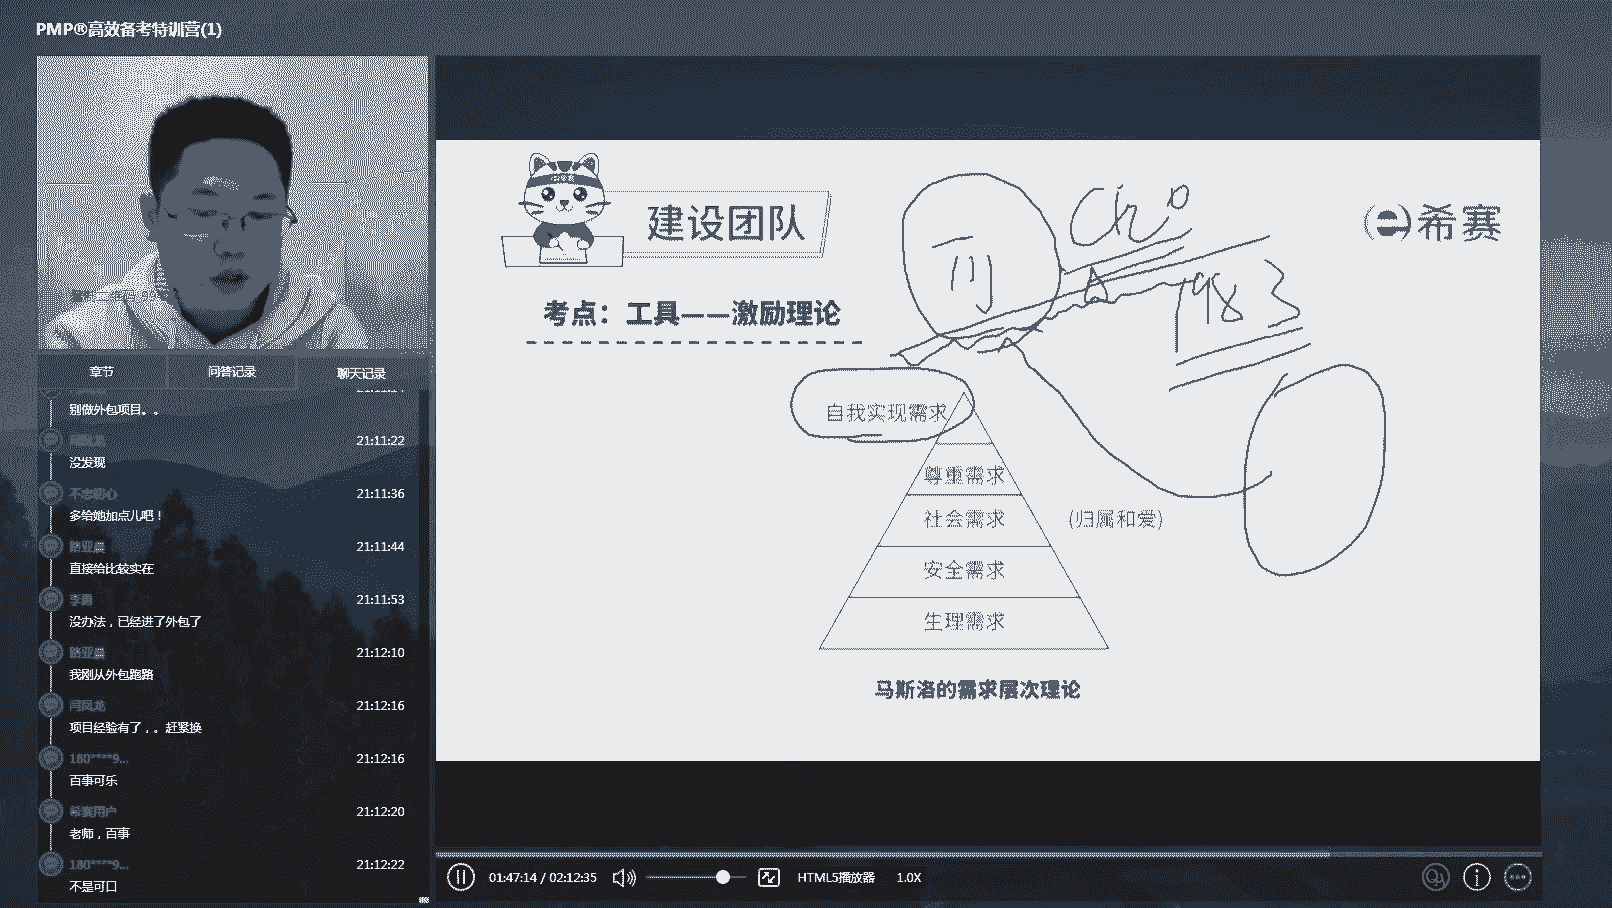 PMP®高效备考特训营(1)
章节
问答记录
聊天记录
别做外包项目。。
21:11:22
没发现
不忘初心
21:11:36
多给她加点儿吧！
21:11:44
直接给比较实在
李勇
21:11:53
没办法，已经进了外包了
21:12:10
我刚从外包跑路
闫凤龙
21:12:16
项目经验有了，。赶紧换
180****9...
21:12:16
百事可乐
希赛用户
21:12:20
老师，百事
180****9...
21:12:22
不是可口
建设团队
希赛
考点：工具——激励理论
1983
自我实现需求
尊重需求
社会需求
(归属和爱)
安全需求
生理需求
马斯洛的需求层次理论
01:47:14 / 02:12:35
HTML5播放器
1.0X